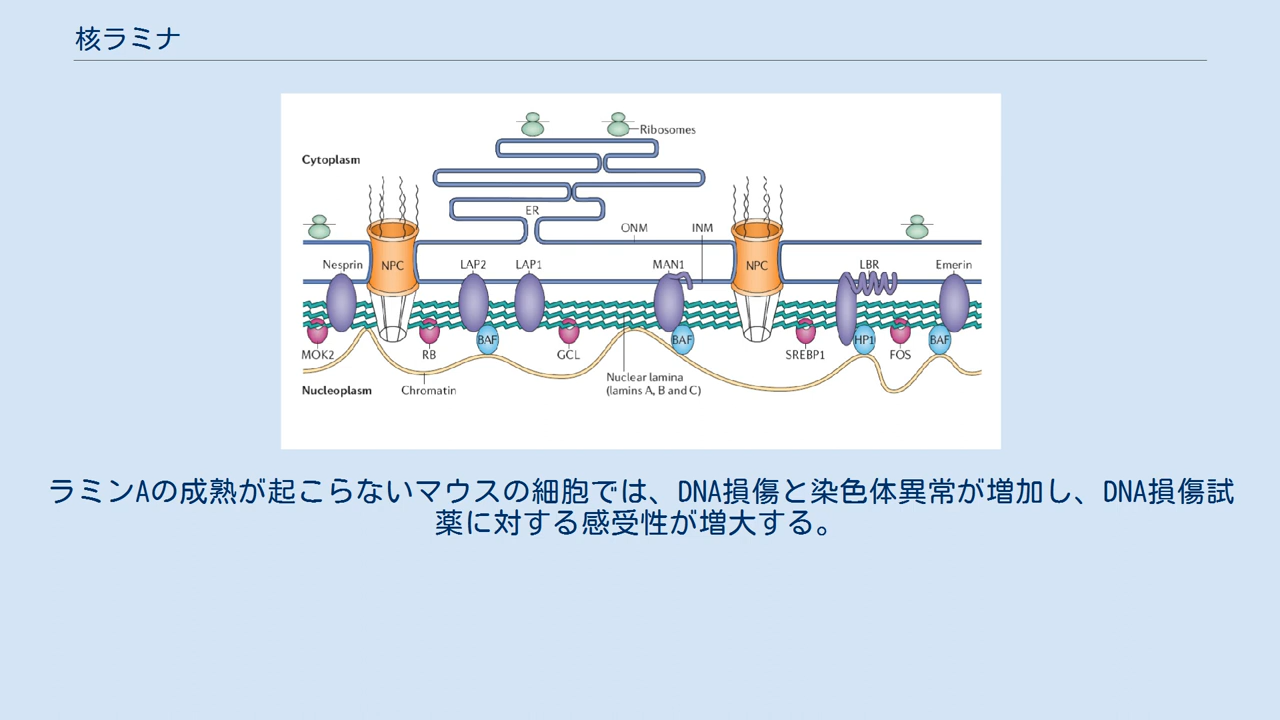 核ラミナ
Ribosomes
Cytoplasm
ER
ONM
INM
Nesprin
NPC
LAP2
LAP1
MAN1
NPC
LBR
Emerin
MOK2
RB
BAF
GCL
BAF
SREBP1
HP1
FOS
BAF
Nucleoplasm
Chromatin
Nuclear lamina
(lamins A, B and C)
ラミンAの成熟が起こらないマウスの細胞では、DNA損傷と染色体異常が増加し、DNA損傷試
薬に対する感受性が増大する。